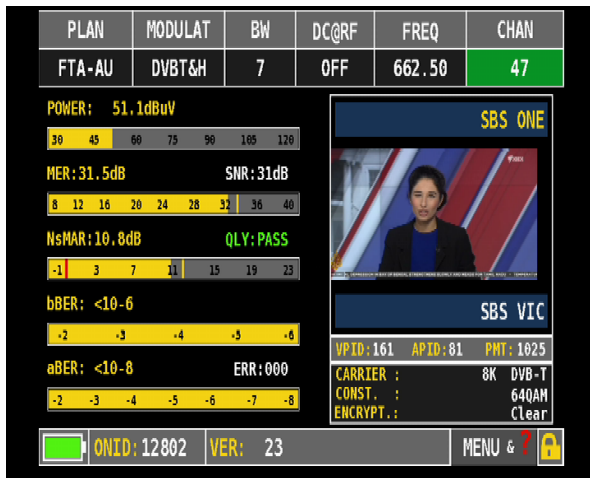 PLAN MODULAT BW DC@RF FREQ CHAN
FTA-AU DVBT&H 7 OFF 662.50 47
POWER: 51.1dBuV
30 45 60 75 90 105 120
MER:31.5dB SNR:31dB
8 12 16 20 24 28 32 36 40
NsMAR:10.8dB QLY:PASS
-1 3 7 11 15 19 23
bBER: <10-6
-2 -3 -4 -5 -6
aBER: <10-8 ERR:000
-2 -3 -4 -5 -6 -7 -8
SBS ONE
SBS VIC
VPID:161 APID:81 PMT:1025
CARRIER : 8K DVB-T
CONST. : 64QAM
ENCRYPT.: Clear
ONID:12802 VER: 23 MENU & ?